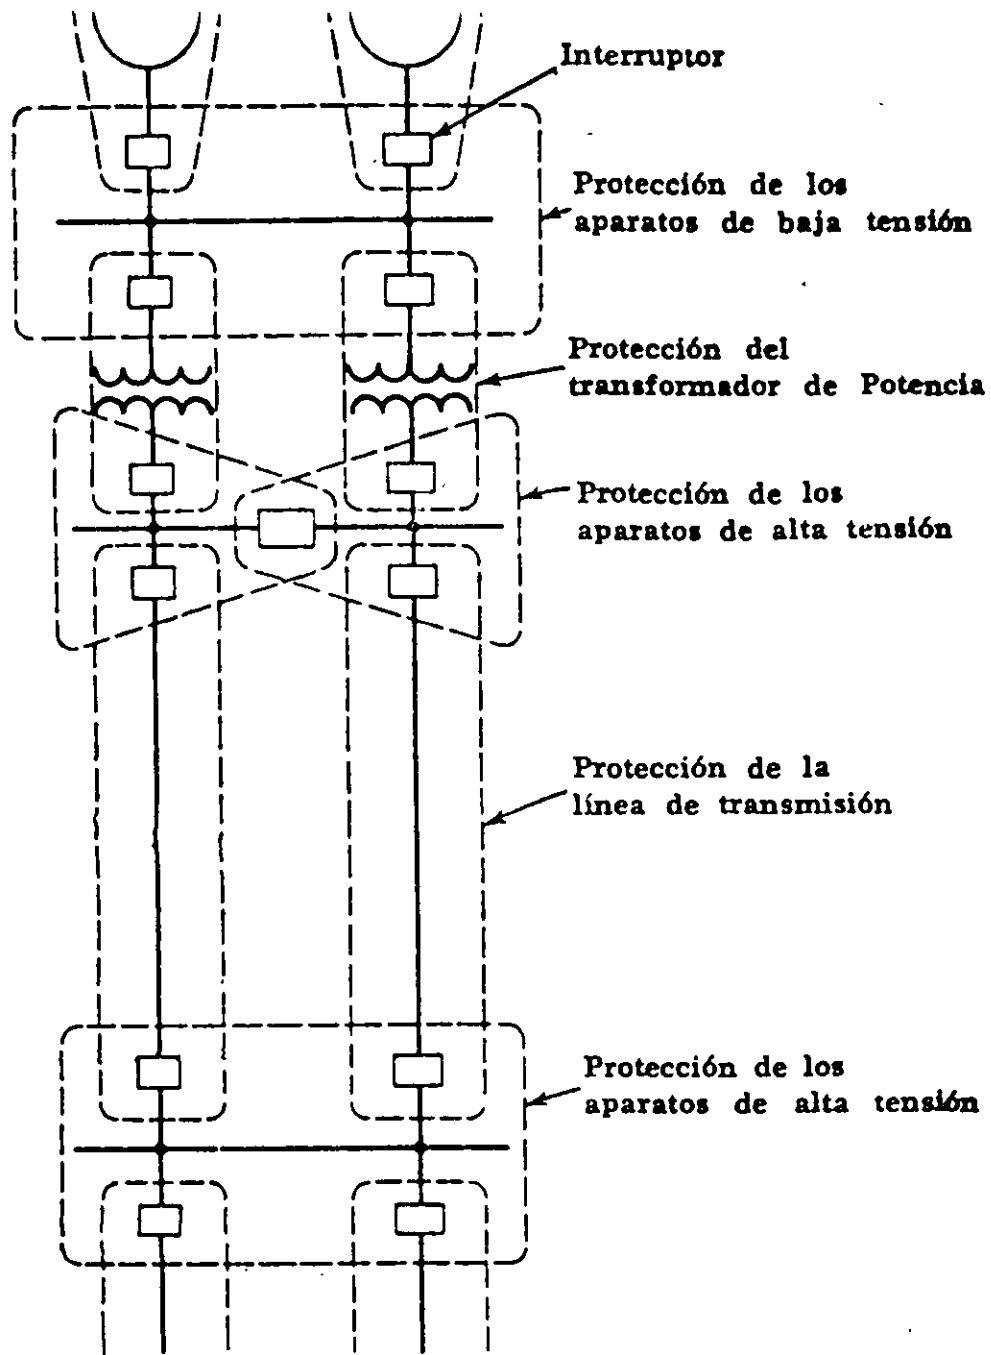 Interruptor
Protección de los
aparatos de baja tensión
Protección del
transformador de Potencia
Protección de los
aparatos de alta tensión
Protección de la
línea de transmisión
Protección de los
aparatos de alta tensión